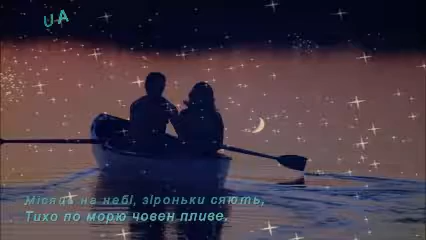 UA
Місяць на небі, зіроньки сяють,
Тихо по морю човен пливе.